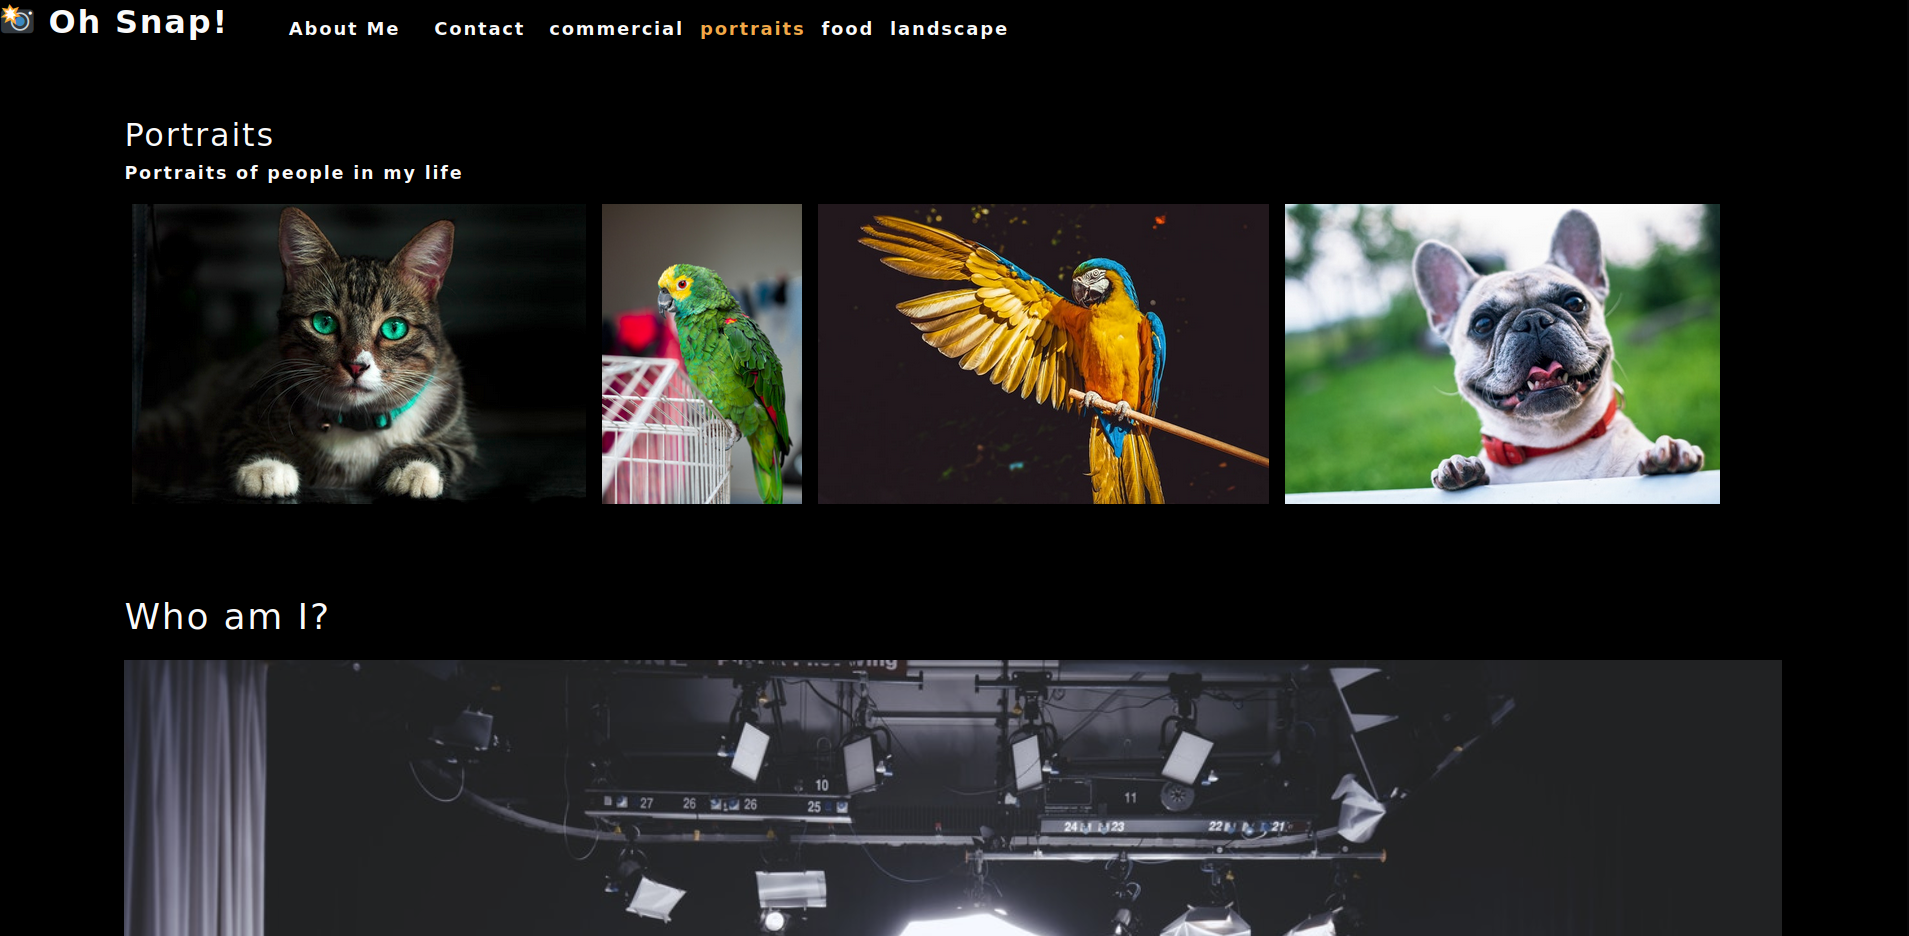 Oh Snap!
About Me Contact commercial portraits food landscape
Portraits
Portraits of people in my life
Who am I?
10
27 26 26 25
11
24 23 22 21